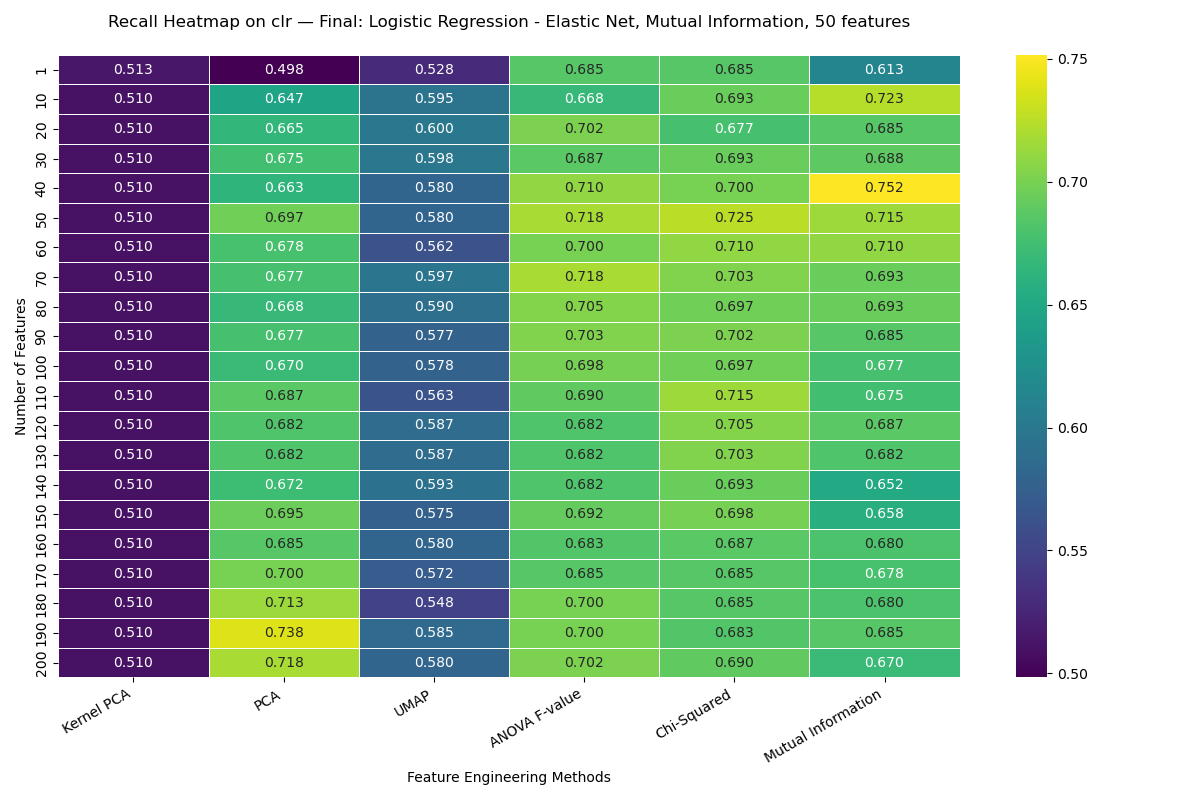 Recall Heatmap on clr — Final: Logistic Regression - Elastic Net, Mutual Information, 50 features
Number of Features
1 0.513 0.498 0.528 0.685 0.685 0.613
10 0.510 0.647 0.595 0.668 0.693 0.723
20 0.510 0.665 0.600 0.702 0.677 0.685
30 0.510 0.675 0.598 0.687 0.693 0.688
40 0.510 0.663 0.580 0.710 0.700 0.752
50 0.510 0.697 0.580 0.718 0.725 0.715
60 0.510 0.678 0.562 0.700 0.710 0.710
70 0.510 0.677 0.597 0.718 0.703 0.693
80 0.510 0.668 0.590 0.705 0.697 0.693
90 0.510 0.677 0.577 0.703 0.702 0.685
100 0.510 0.670 0.578 0.698 0.697 0.677
110 0.510 0.687 0.563 0.690 0.715 0.675
120 0.510 0.682 0.587 0.682 0.705 0.687
130 0.510 0.682 0.587 0.682 0.703 0.682
140 0.510 0.672 0.593 0.682 0.693 0.652
150 0.510 0.695 0.575 0.692 0.698 0.658
160 0.510 0.685 0.580 0.683 0.687 0.680
170 0.510 0.700 0.572 0.685 0.685 0.678
180 0.510 0.713 0.548 0.700 0.685 0.680
190 0.510 0.738 0.585 0.700 0.683 0.685
200 0.510 0.718 0.580 0.702 0.690 0.670
Kernel PCA PCA UMAP ANOVA F-value Chi-Squared Mutual Information
Feature Engineering Methods
0.75
0.70
0.65
0.60
0.55
0.50